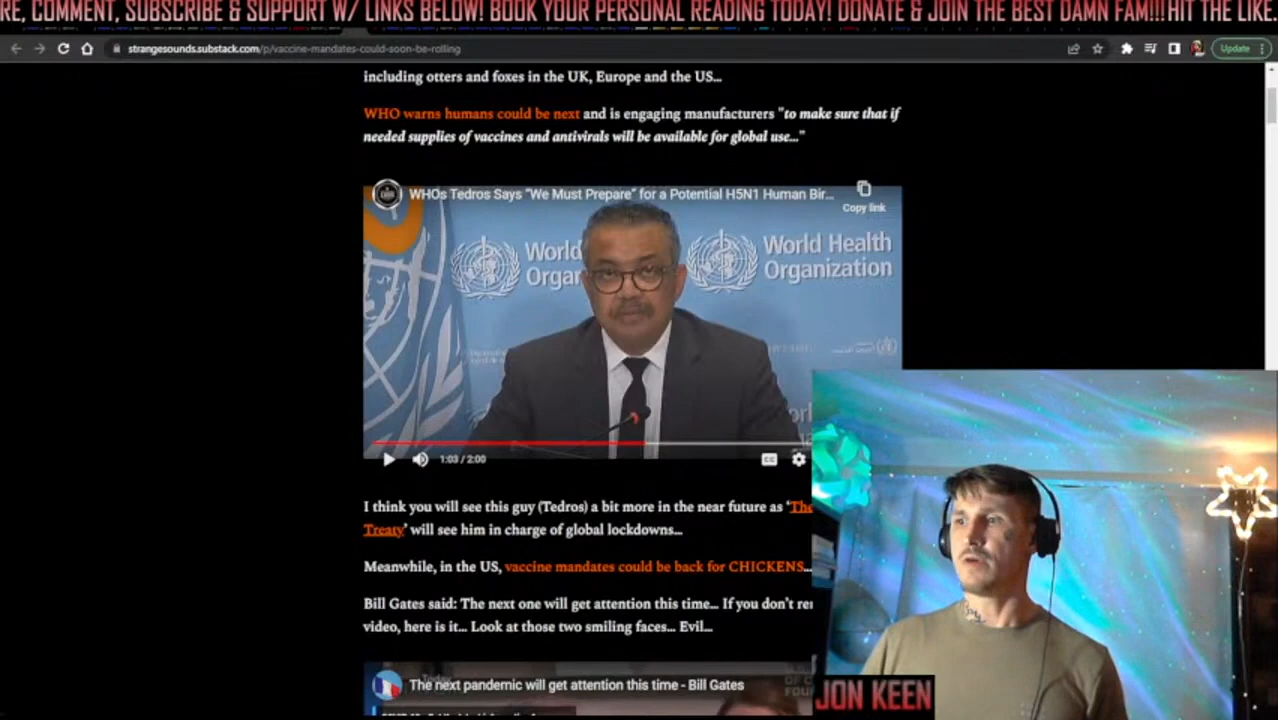 RE, COMMENT, SUBSCRIBE & SUPPORT W/ LINKS BELOW! BOOK YOUR PERSONAL READING TODAY! DONATE & JOIN THE BEST DAMN FAM!!! HIT THE LIKE.
strangesounds.substack.com/p/vaccine-mandates-could-soon-be-rolling
Update
including otters and foxes in the UK, Europe and the US...
WHO warns humans could be next and is engaging manufacturers "to make sure that if
needed supplies of vaccines and antivirals will be available for global use..."
WHOs Tedros Says "We Must Prepare" for a Potential H5N1 Human Bir...
Copy link
World
Orga
World Health
Organization
1:03 / 2:00
CC
I think you will see this guy (Tedros) a bit more in the near future as ‘The
Treaty’ will see him in charge of global lockdowns...
Meanwhile, in the US, vaccine mandates could be back for CHICKENS...
Bill Gates said: The next one will get attention this time... If you don't re
video, here is it... Look at those two smiling faces... Evil...
The next pandemic will get attention this time - Bill Gates
JON KEEN